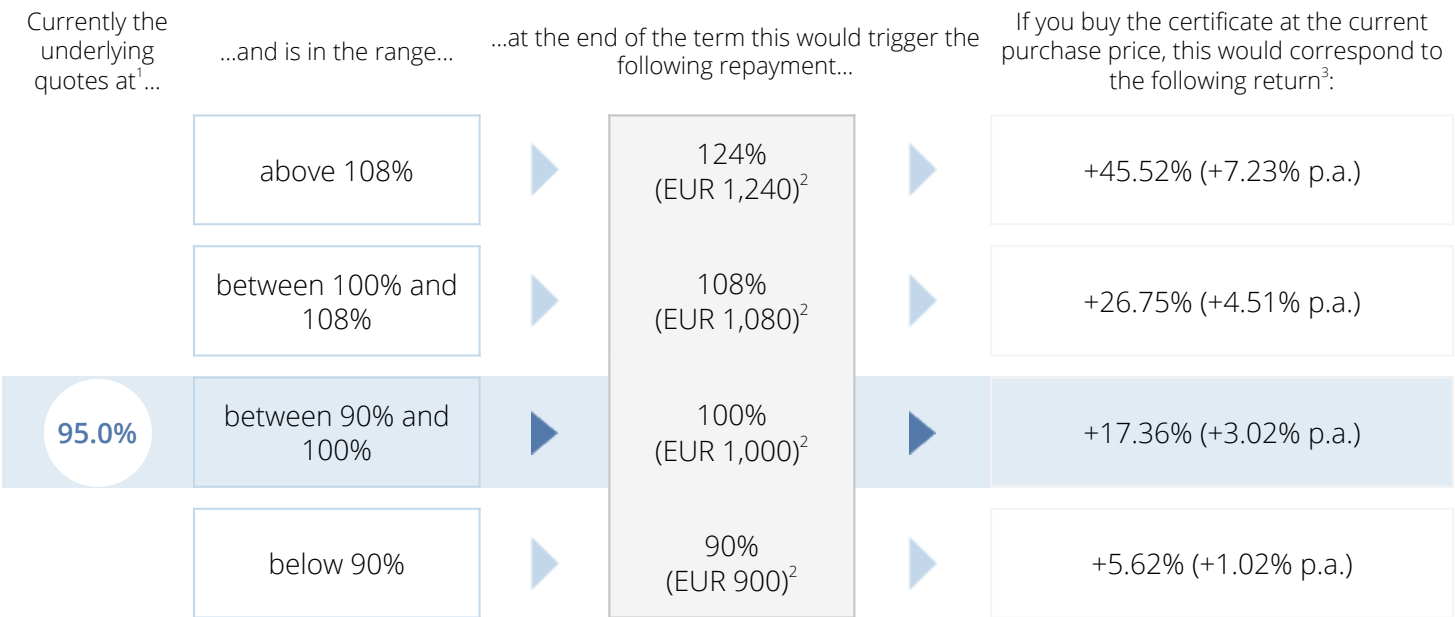 Currently the
underlying
quotes at¹...
...and is in the range...
...at the end of the term this would trigger the
following repayment...
If you buy the certificate at the current
purchase price, this would correspond to
the following return³:
above 108%
124%
(EUR 1,240)²
+45.52% (+7.23% p.a.)
between 100% and
108%
108%
(EUR 1,080)²
+26.75% (+4.51% p.a.)
95.0%
between 90% and
100%
100%
(EUR 1,000)²
+17.36% (+3.02% p.a.)
below 90%
90%
(EUR 900)²
+5.62% (+1.02% p.a.)